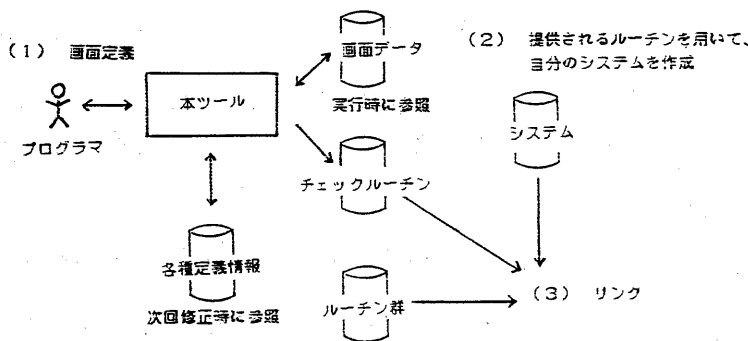 (1) 画面定義
プログラマ
本ツール
画面データ
実行時に参照
チェックルーチン
各種定義情報
次回修正時に参照
ルーチン群
(2) 提供されるルーチンを用いて、
自分のシステムを作成
システム
(3) リンク